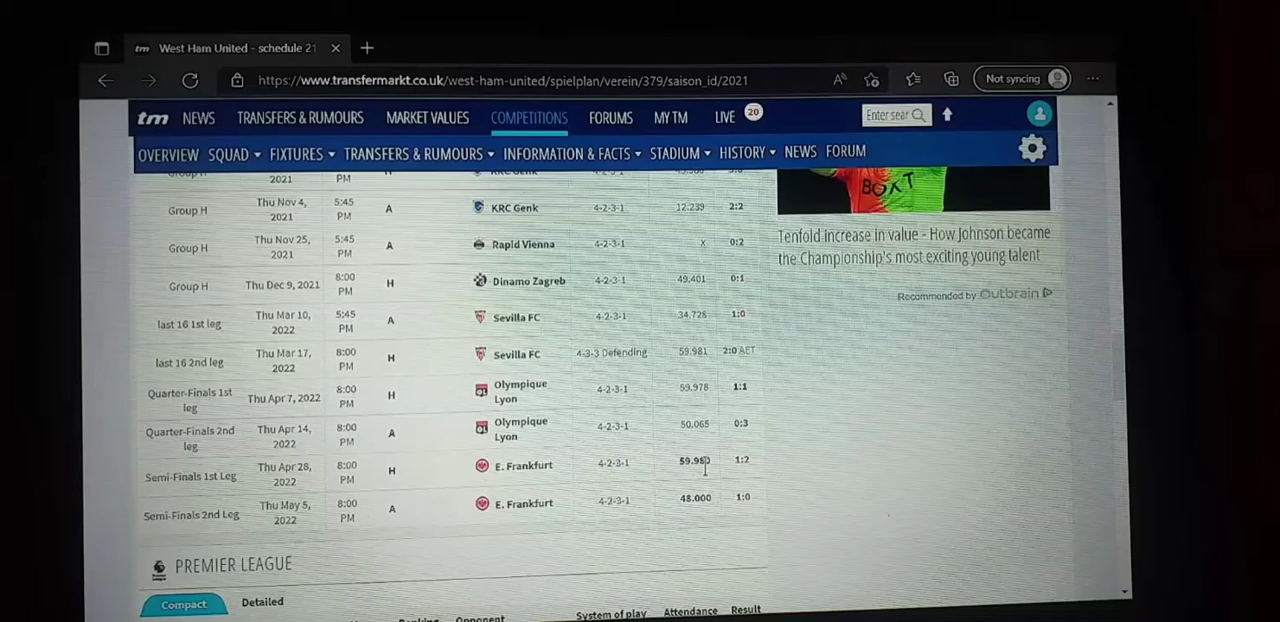 tm West Ham United - schedule 21
https://www.transfermarkt.co.uk/west-ham-united/spielplan/verein/379/saison_id/2021
Not syncing
tm NEWS TRANSFERS & RUMOURS MARKET VALUES COMPETITIONS FORUMS MY TM LIVE 20 Enter sear
OVERVIEW SQUAD FIXTURES TRANSFERS & RUMOURS INFORMATION & FACTS STADIUM HISTORY NEWS FORUM
Group H 2021 PM H KRC Genk 4-2-3-1
Group H Thu Nov 4, 2021 5:45 PM A KRC Genk 4-2-3-1 12.239 2:2
Group H Thu Nov 25, 2021 5:45 PM A Rapid Vienna 4-2-3-1 x 0:2
Group H Thu Dec 9, 2021 8:00 PM H Dinamo Zagreb 4-2-3-1 49.401 0:1
last 16 1st leg Thu Mar 10, 2022 5:45 PM A Sevilla FC 4-2-3-1 34.728 1:0
last 16 2nd leg Thu Mar 17, 2022 8:00 PM H Sevilla FC 4-3-3 Defending 59.981 2:0 AET
Quarter-Finals 1st leg Thu Apr 7, 2022 8:00 PM H Olympique Lyon 4-2-3-1 59.978 1:1
Quarter-Finals 2nd leg Thu Apr 14, 2022 8:00 PM A Olympique Lyon 4-2-3-1 50.065 0:3
Semi-Finals 1st Leg Thu Apr 28, 2022 8:00 PM H E. Frankfurt 4-2-3-1 1:2
Semi-Finals 2nd Leg Thu May 5, 2022 8:00 PM A E. Frankfurt 4-2-3-1 48.000 1:0
BOXT
Tenfold increase in value - How Johnson became
the Championship's most exciting young talent
Recommended by Outbrain
PREMIER LEAGUE
Compact Detailed
Ranking Opponent System of play Attendance Result